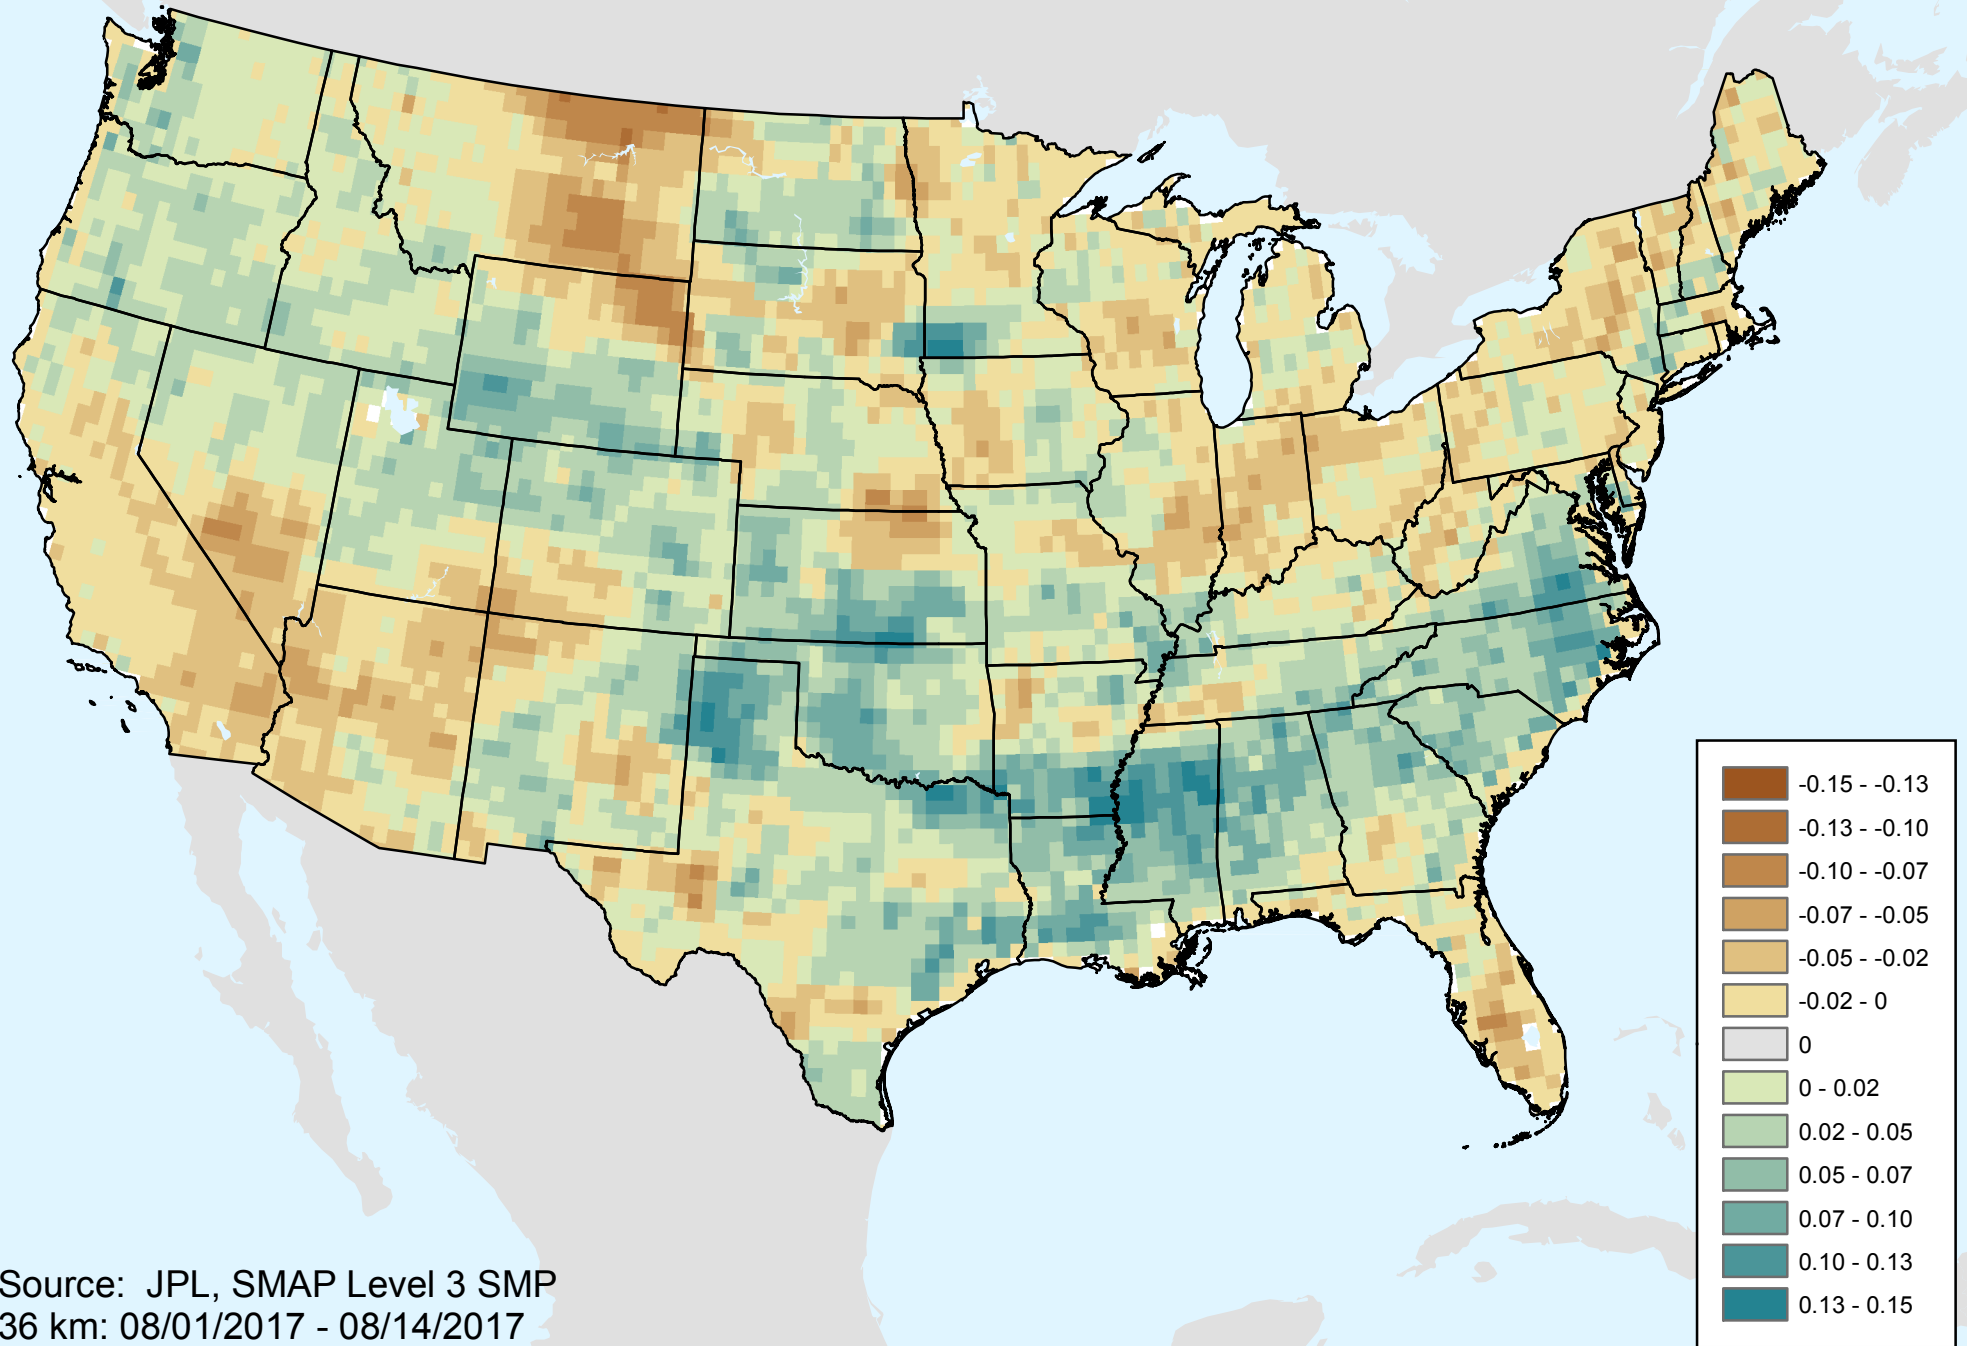 -0.15 - -0.13
-0.13 - -0.10
-0.10 - -0.07
-0.07 - -0.05
-0.05 - -0.02
-0.02 - 0
0
0 - 0.02
0.02 - 0.05
0.05 - 0.07
0.07 - 0.10
0.10 - 0.13
0.13 - 0.15
Source: JPL, SMAP Level 3 SMP
36 km: 08/01/2017 - 08/14/2017